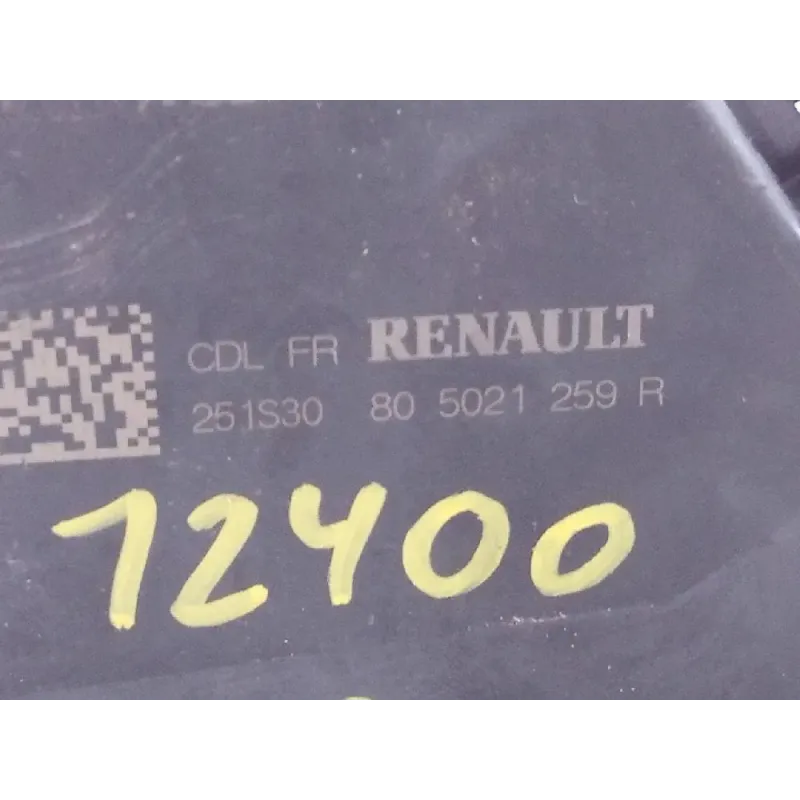 CDL FR RENAULT
251S30 80 5021 259 R
12400